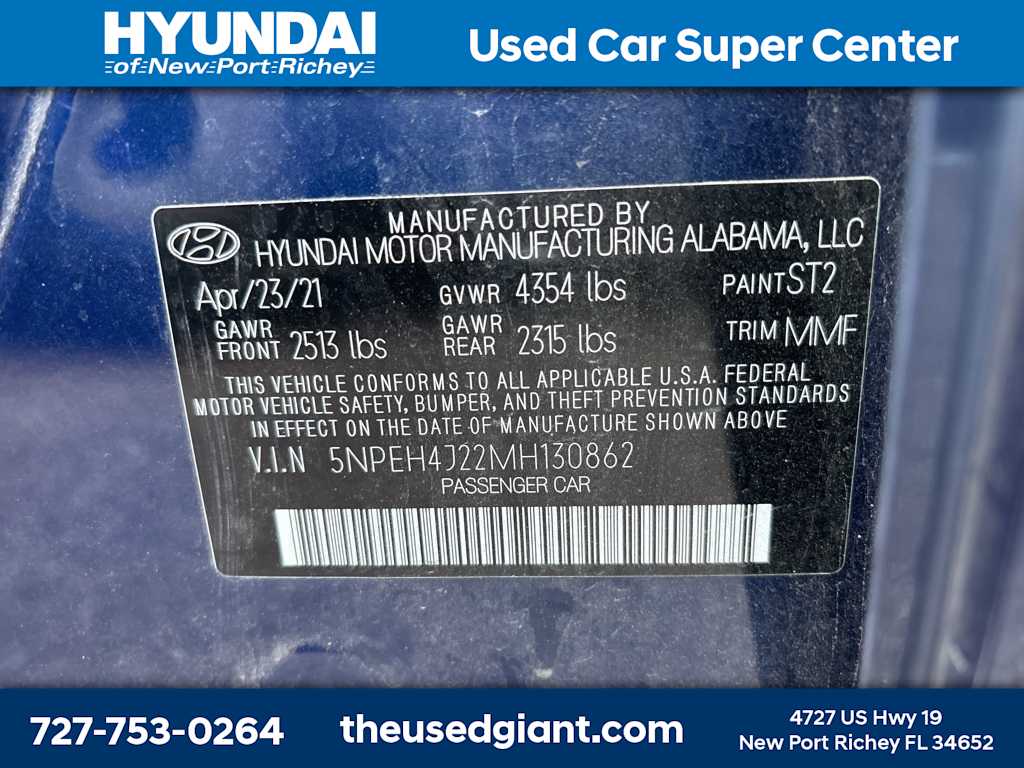 HYUNDAI
of New Port Richey
Used Car Super Center
MANUFACTURED BY
HYUNDAI MOTOR MANUFACTURING ALABAMA, LLC
Apr/23/21 GVWR 4354 lbs PAINT ST2
GAWR FRONT 2513 lbs GAWR REAR 2315 lbs TRIM MMF
THIS VEHICLE CONFORMS TO ALL APPLICABLE U.S.A. FEDERAL
MOTOR VEHICLE SAFETY, BUMPER, AND THEFT PREVENTION STANDARDS
IN EFFECT ON THE DATE OF MANUFACTURE SHOWN ABOVE
V.I.N 5NPEH4J22MH130862
PASSENGER CAR
727-753-0264
theusedgiant.com
4727 US Hwy 19
New Port Richey FL 34652